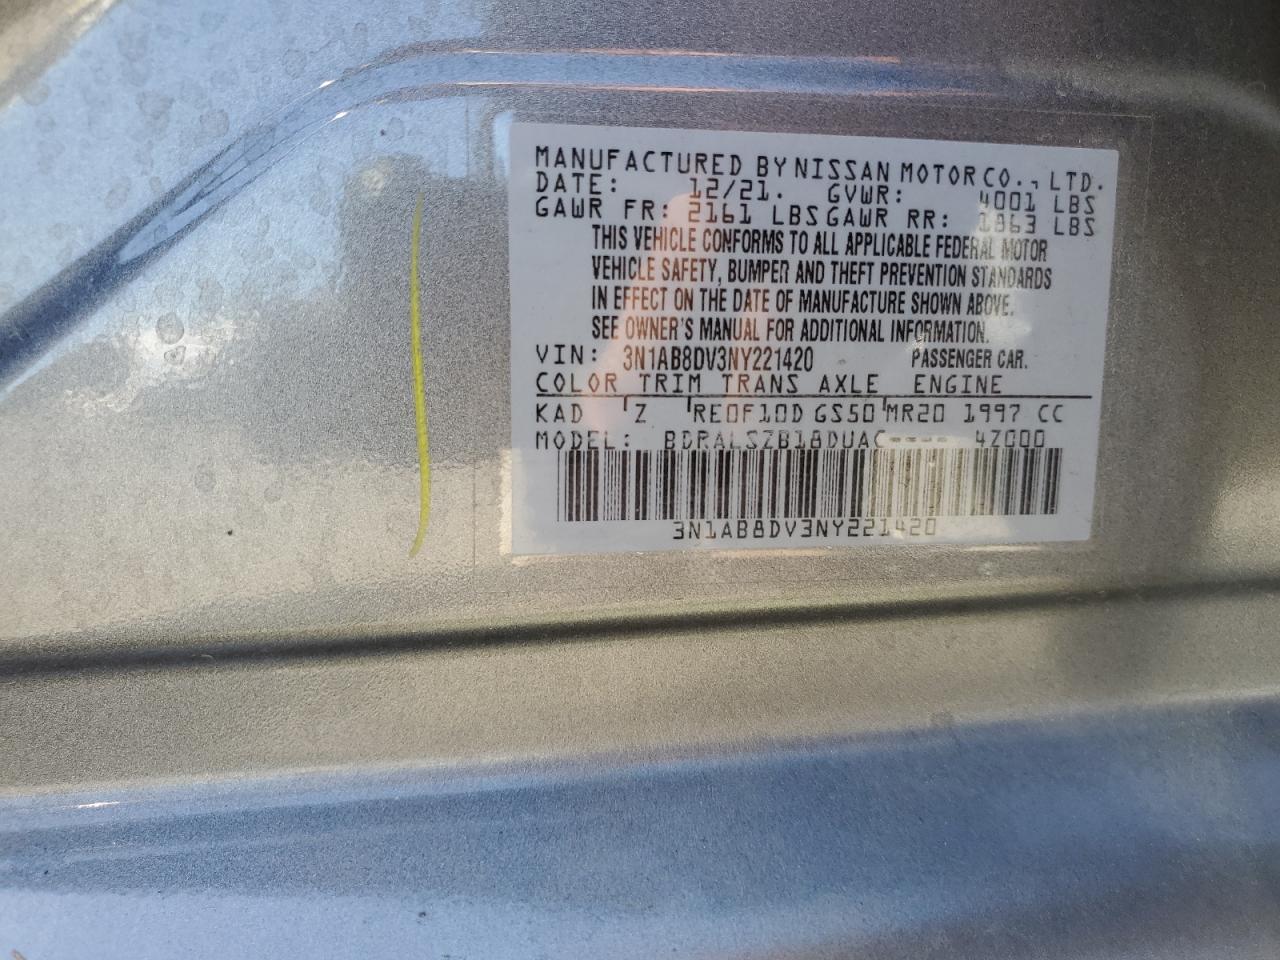 MANUFACTURED BY NISSAN MOTOR CO., LTD.
DATE: 12/21. GVWR: 4001 LBS
GAWR FR: 2161 LBS GAWR RR: 1863 LBS
THIS VEHICLE CONFORMS TO ALL APPLICABLE FEDERAL MOTOR
VEHICLE SAFETY, BUMPER AND THEFT PREVENTION STANDARDS
IN EFFECT ON THE DATE OF MANUFACTURE SHOWN ABOVE.
SEE OWNER'S MANUAL FOR ADDITIONAL INFORMATION.
VIN: 3N1AB8DV3NY221420 PASSENGER CAR.
COLOR TRIM TRANS AXLE ENGINE
KAD Z RE0F10D GS50 MR20 1997 CC
MODEL: BDRALSZB18DUAC---- 4Z000
3N1AB8DV3NY221420